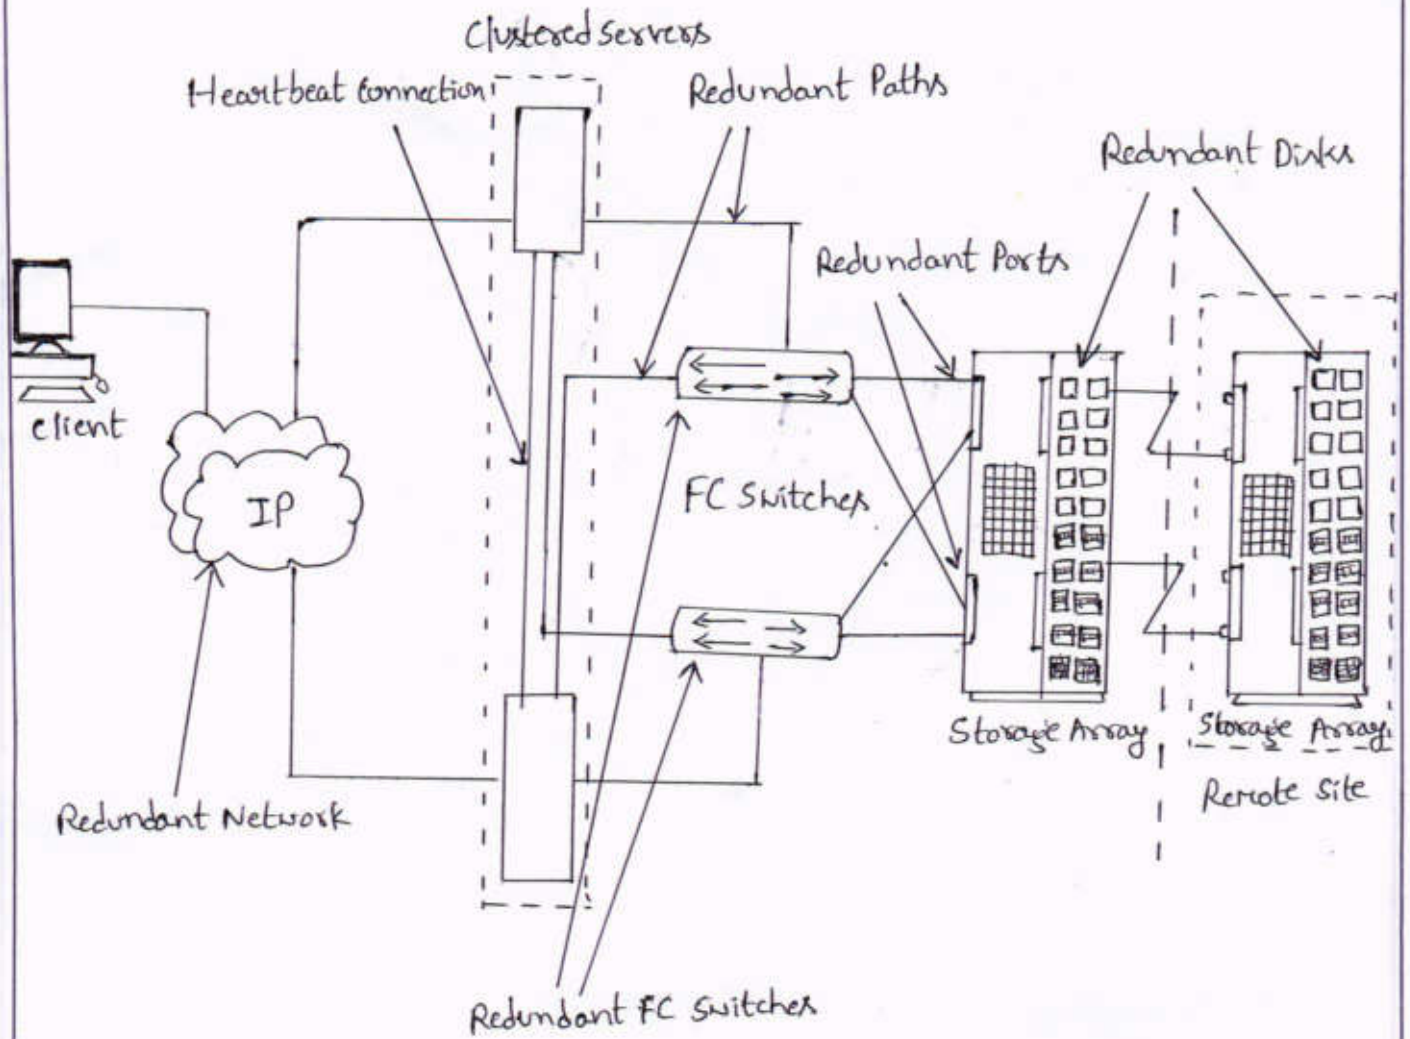 Clustered Servers
Heartbeat Connection
Redundant Paths
Redundant Disks
Redundant Ports
client
IP
FC Switches
Storage Array
Storage Array
Remote Site
Redundant Network
Redundant FC Switches